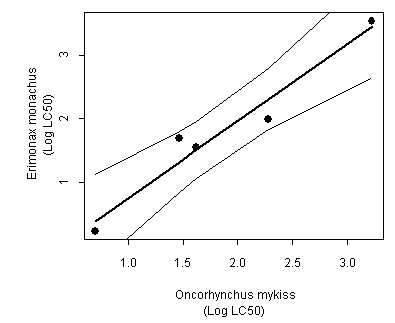 Erimonax monachus
(Log LC50)
3
2
1
1.0 1.5 2.0 2.5 3.0
Oncorhynchus mykiss
(Log LC50)